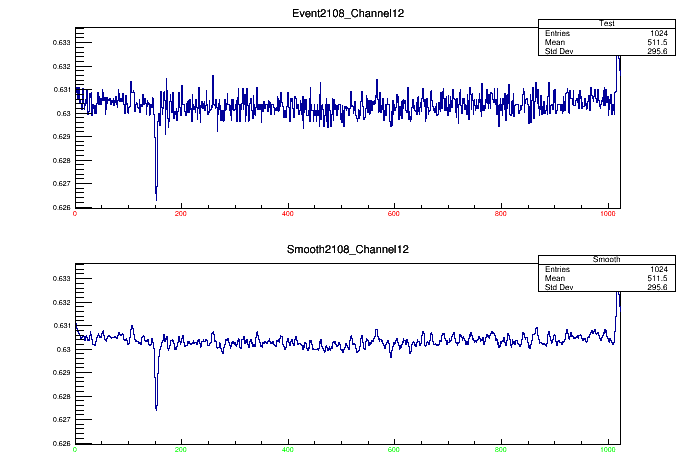 Event2108_Channel12
Test
Entries 1024
Mean 511.5
Std Dev 295.6
0.633
0.632
0.631
0.63
0.629
0.628
0.627
0.626
0 200 400 600 800 1000
Smooth2108_Channel12
Smooth
Entries 1024
Mean 511.5
Std Dev 295.6
0.633
0.632
0.631
0.63
0.629
0.628
0.627
0.626
0 200 400 600 800 1000